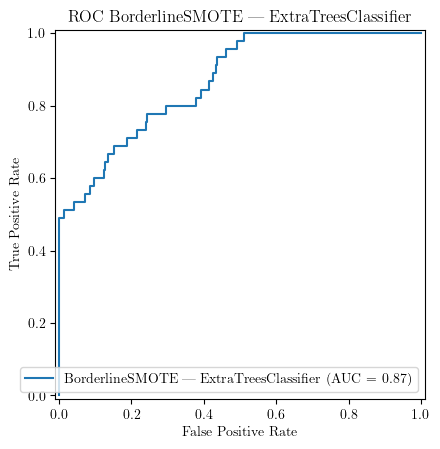 ROC BorderlineSMOTE — ExtraTreesClassifier
1.0
0.8
0.6
0.4
0.2
0.0
True Positive Rate
BorderlineSMOTE — ExtraTreesClassifier (AUC = 0.87)
0.0 0.2 0.4 0.6 0.8 1.0
False Positive Rate